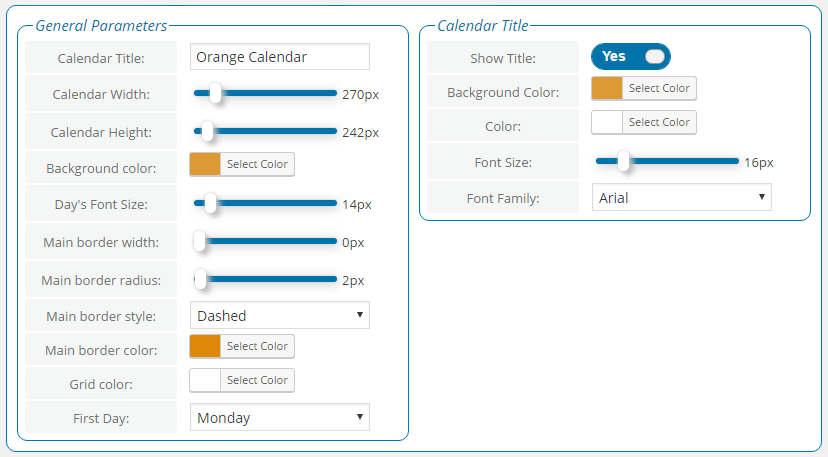 General Parameters
Calendar Title: Orange Calendar
Calendar Width: 270px
Calendar Height: 242px
Background color: Select Color
Day's Font Size: 14px
Main border width: 0px
Main border radius: 2px
Main border style: Dashed
Main border color: Select Color
Grid color: Select Color
First Day: Monday
Calendar Title
Show Title: Yes
Background Color: Select Color
Color: Select Color
Font Size: 16px
Font Family: Arial